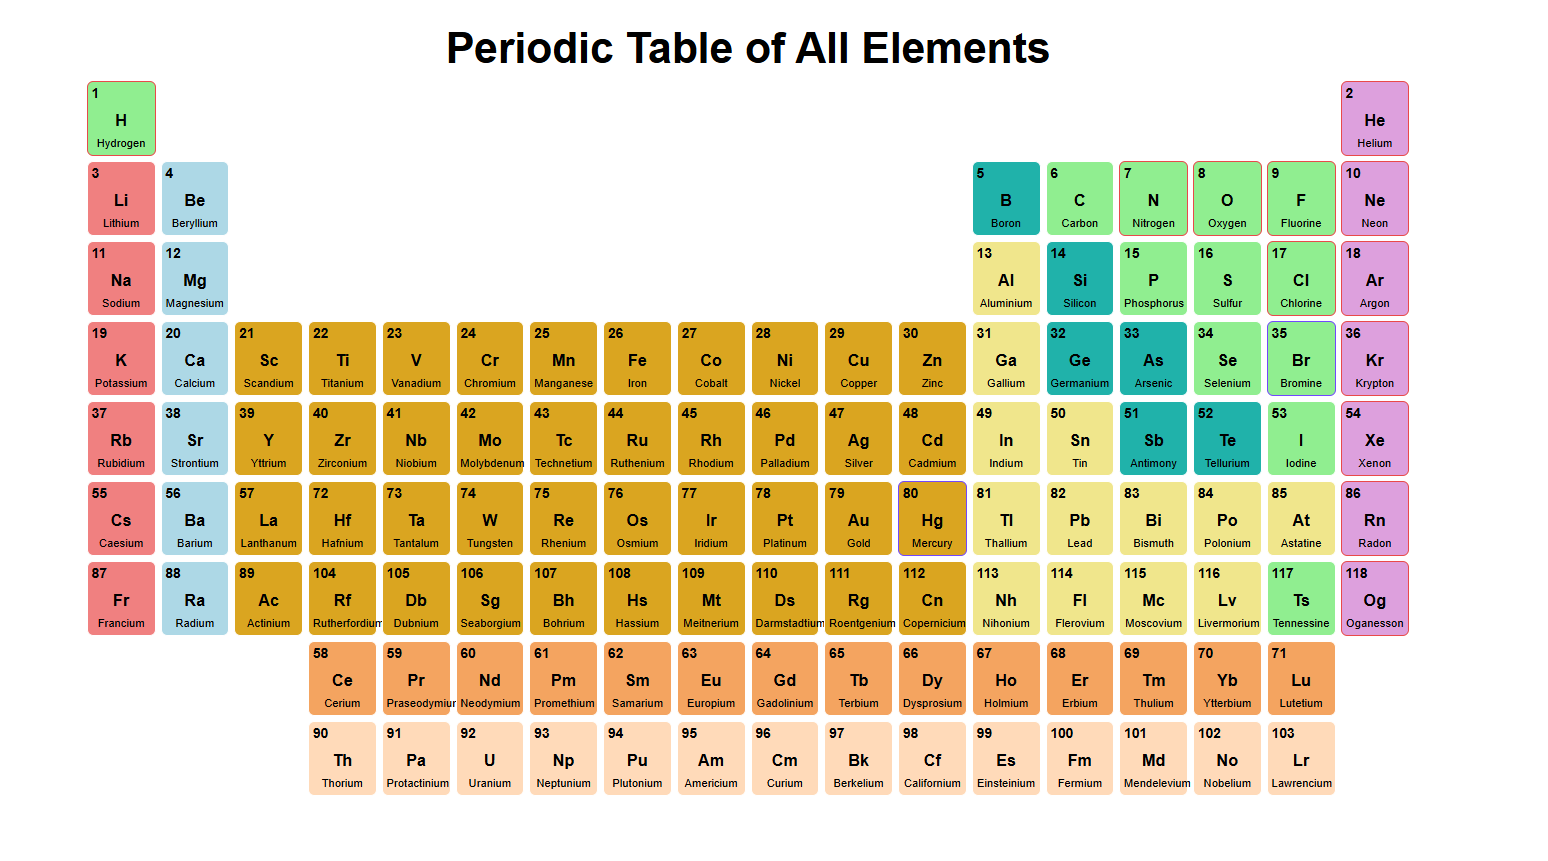 Periodic Table of All Elements
1 2
H He
Hydrogen Helium
3 4 5 6 7 8 9 10
Li Be B C N O F Ne
Lithium Beryllium Boron Carbon Nitrogen Oxygen Fluorine Neon
11 12 13 14 15 16 17 18
Na Mg Al Si P S Cl Ar
Sodium Magnesium Aluminium Silicon Phosphorus Sulfur Chlorine Argon
19 20 21 22 23 24 25 26 27 28 29 30 31 32 33 34 35 36
K Ca Sc Ti V Cr Mn Fe Co Ni Cu Zn Ga Ge As Se Br Kr
Potassium Calcium Scandium Titanium Vanadium Chromium Manganese Iron Cobalt Nickel Copper Zinc Gallium Germanium Arsenic Selenium Bromine Krypton
37 38 39 40 41 42 43 44 45 46 47 48 49 50 51 52 53 54
Rb Sr Y Zr Nb Mo Tc Ru Rh Pd Ag Cd In Sn Sb Te I Xe
Rubidium Strontium Yttrium Zirconium Niobium Molybdenum Technetium Ruthenium Rhodium Palladium Silver Cadmium Indium Tin Antimony Tellurium Iodine Xenon
55 56 57 72 73 74 75 76 77 78 79 80 81 82 83 84 85 86
Cs Ba La Hf Ta W Re Os Ir Pt Au Hg Tl Pb Bi Po At Rn
Caesium Barium Lanthanum Hafnium Tantalum Tungsten Rhenium Osmium Iridium Platinum Gold Mercury Thallium Lead Bismuth Polonium Astatine Radon
87 88 89 104 105 106 107 108 109 110 111 112 113 114 115 116 117 118
Fr Ra Ac Rf Db Sg Bh Hs Mt Ds Rg Cn Nh Fl Mc Lv Ts Og
Francium Radium Actinium Rutherfordium Dubnium Seaborgium Bohrium Hassium Meitnerium Darmstadtium Roentgenium Copernicium Nihonium Flerovium Moscovium Livermorium Tennessine Oganesson
58 59 60 61 62 63 64 65 66 67 68 69 70 71
Ce Pr Nd Pm Sm Eu Gd Tb Dy Ho Er Tm Yb Lu
Cerium Praseodymiur Neodymium Promethium Samarium Europium Gadolinium Terbium Dysprosium Holmium Erbium Thulium Ytterbium Lutetium
90 91 92 93 94 95 96 97 98 99 100 101 102 103
Th Pa U Np Pu Am Cm Bk Cf Es Fm Md No Lr
Thorium Protactinium Uranium Neptunium Plutonium Americium Curium Berkelium Californium Einsteinium Fermium Mendelevium Nobelium Lawrencium